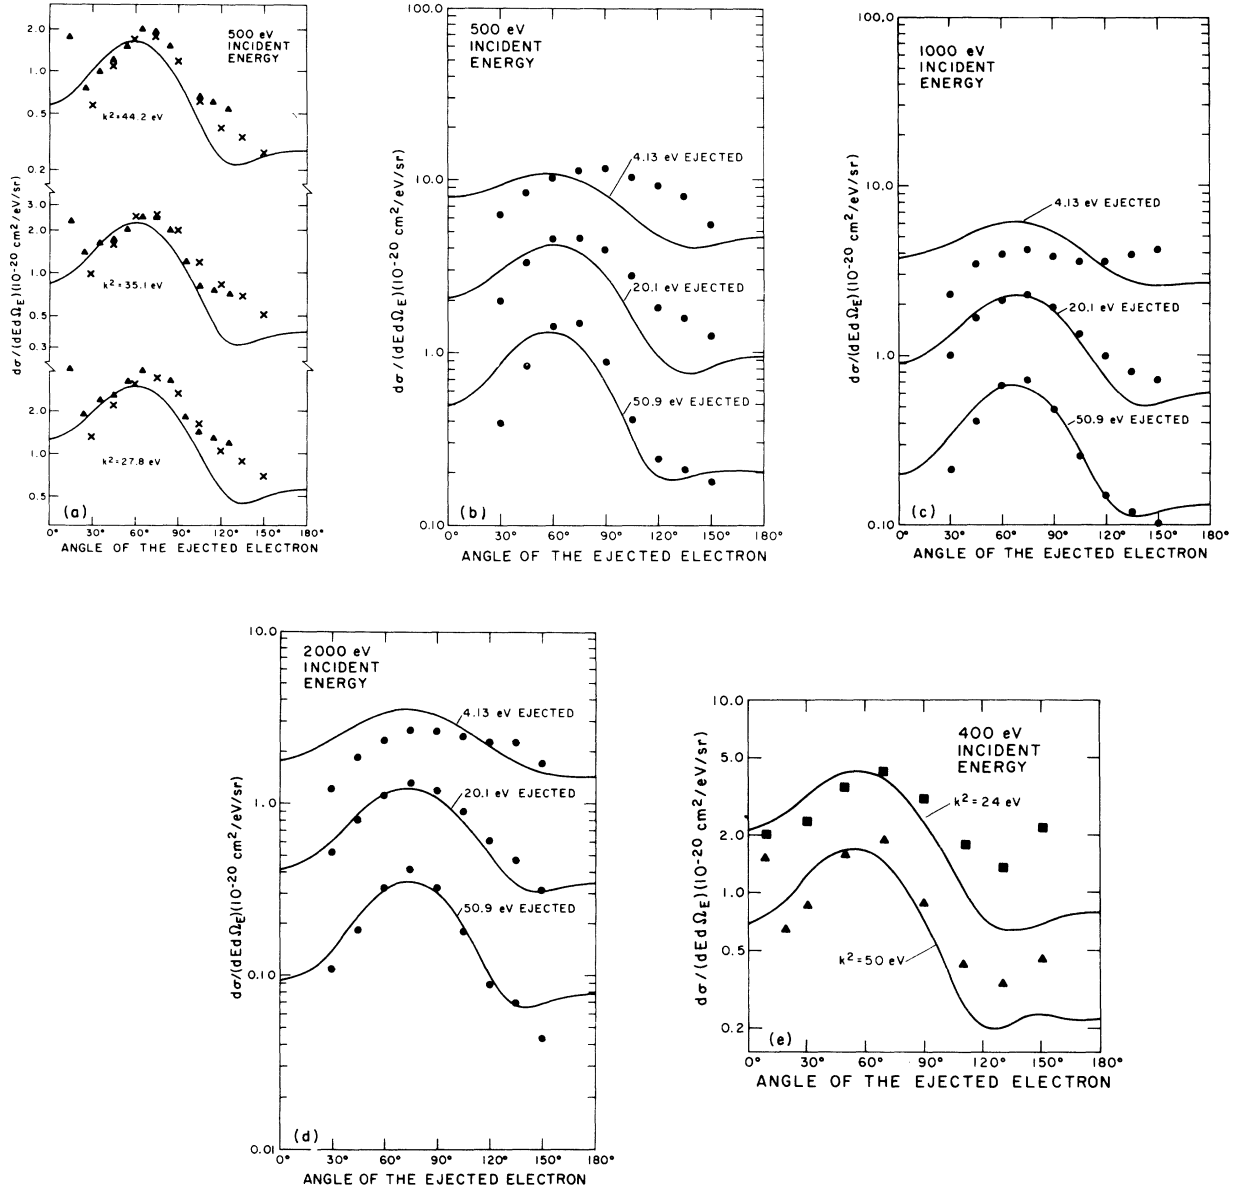 2.0
1.0
0.5
0.2
3.0
2.0
1.0
0.5
0.3
2.0
1.0
0.5
500 eV
INCIDENT
ENERGY
k²=44.2 eV
k²=35.1 eV
k²=27.8 eV
(a)
dσ/(dEdΩE)(10⁻²⁰ cm²/eV/sr)
0° 30° 60° 90° 120° 150° 180°
ANGLE OF THE EJECTED ELECTRON
100.0
10.0
1.0
0.10
500 eV
INCIDENT
ENERGY
4.13 eV EJECTED
20.1 eV EJECTED
50.9 eV EJECTED
(b)
dσ/(dEdΩE)(10⁻²⁰ cm²/eV/sr)
0° 30° 60° 90° 120° 150° 180°
ANGLE OF THE EJECTED ELECTRON
100.0
10.0
1.0
0.10
1000 eV
INCIDENT
ENERGY
4.13 eV EJECTED
20.1 eV EJECTED
50.9 eV EJECTED
(c)
dσ/(dEdΩE)(10⁻²⁰ cm²/eV/sr)
0° 30° 60° 90° 120° 150° 180°
ANGLE OF THE EJECTED ELECTRON
10.0
1.0
0.10
0.01
2000 eV
INCIDENT
ENERGY
4.13 eV EJECTED
20.1 eV EJECTED
50.9 eV EJECTED
(d)
dσ/(dEdΩE)(10⁻²⁰ cm²/eV/sr)
0° 30° 60° 90° 120° 150° 180°
ANGLE OF THE EJECTED ELECTRON
10.0
5.0
2.0
1.0
0.5
0.2
400 eV
INCIDENT
ENERGY
k²=24 eV
k²=50 eV
(e)
dσ/(dEdΩE)(10⁻²⁰ cm²/eV/sr)
0° 30° 60° 90° 120° 150° 180°
ANGLE OF THE EJECTED ELECTRON